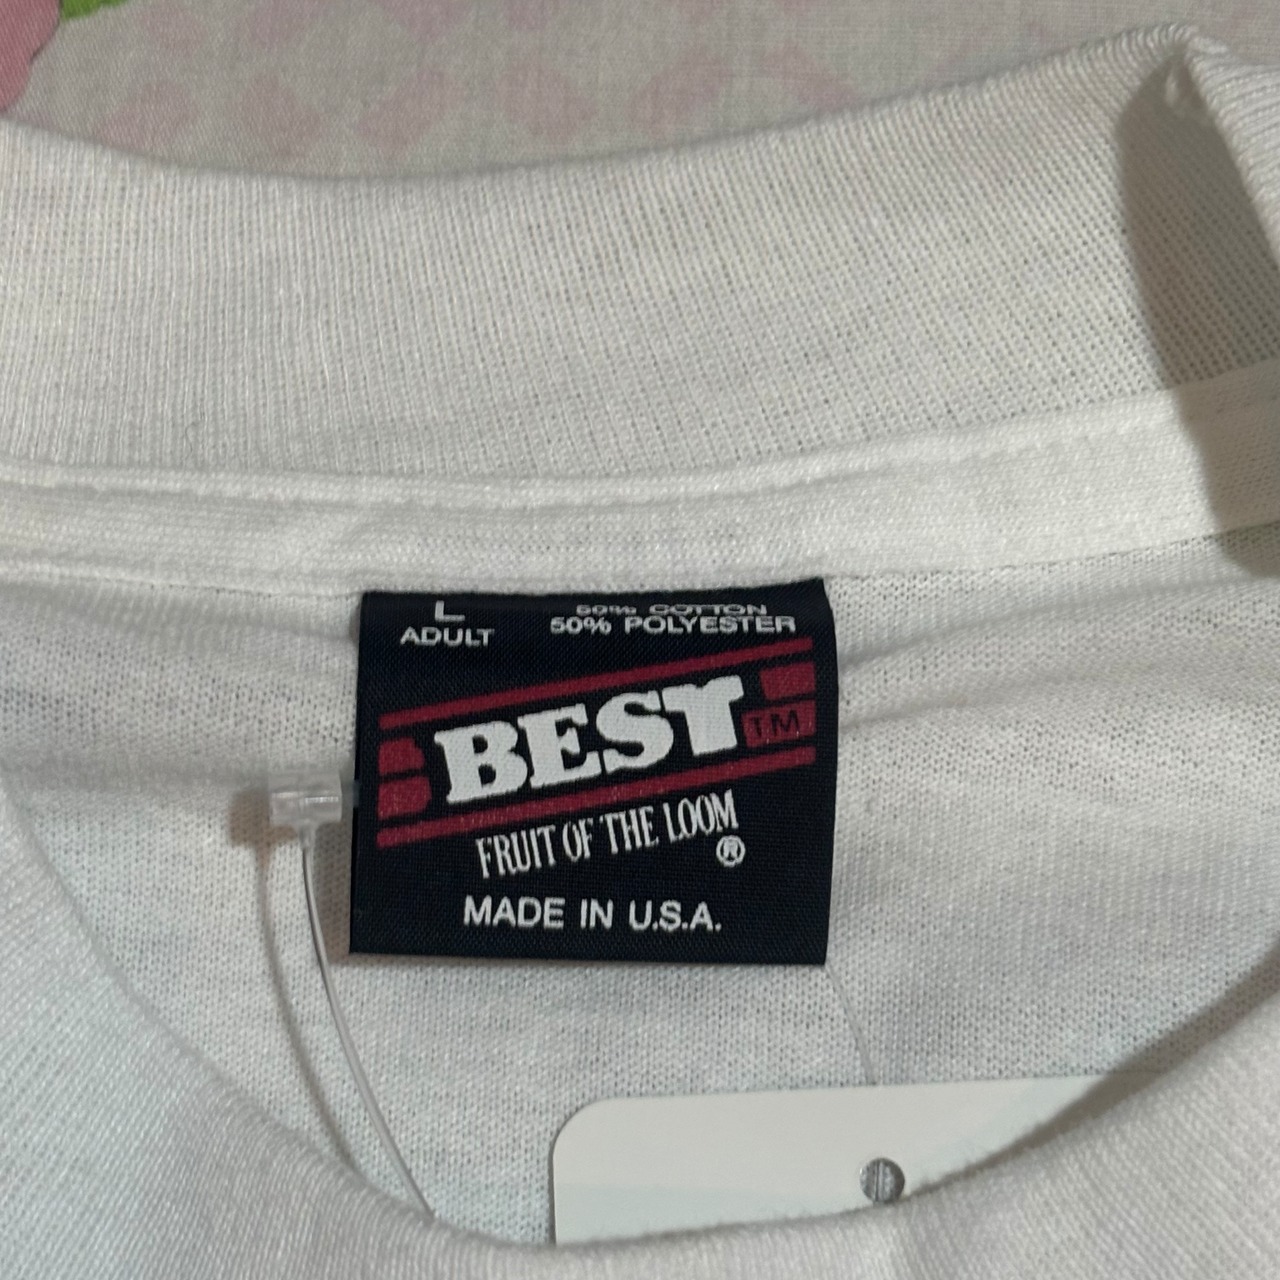 L
ADULT
50% COTTON
50% POLYESTER
BEST TM
FRUIT OF THE LOOM
®
MADE IN U.S.A.